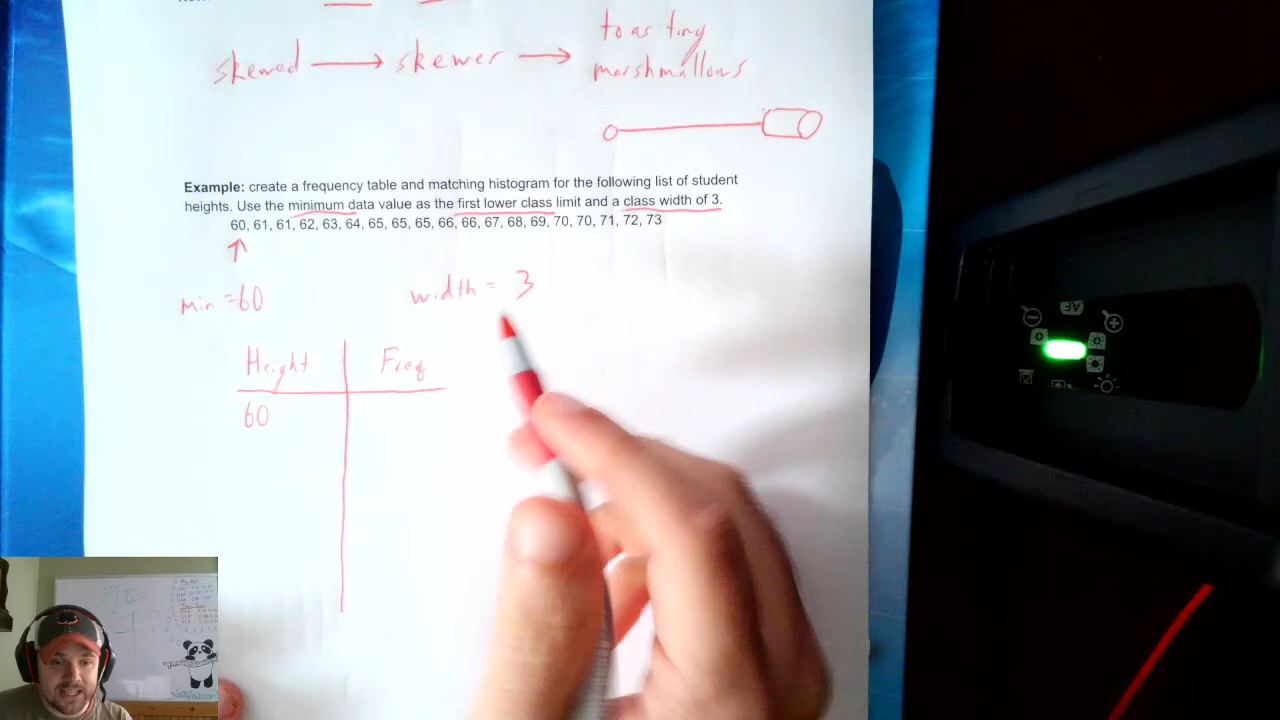 skewed → skewer → toas ting
marshmallows
Example: create a frequency table and matching histogram for the following list of student
heights. Use the minimum data value as the first lower class limit and a class width of 3.
60, 61, 61, 62, 63, 64, 65, 65, 65, 66, 66, 67, 68, 69, 70, 70, 71, 72, 73
min = 60 width = 3
Height Freq
60
AF